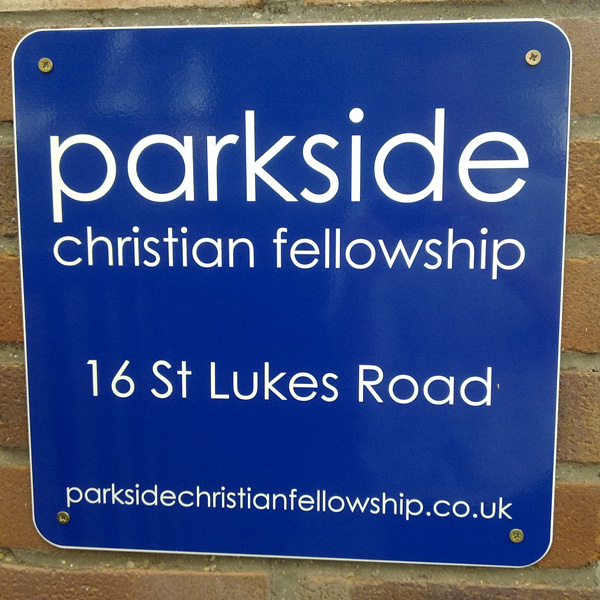 parkside
christian fellowship
16 St Lukes Road
parksidechristianfellowship.co.uk